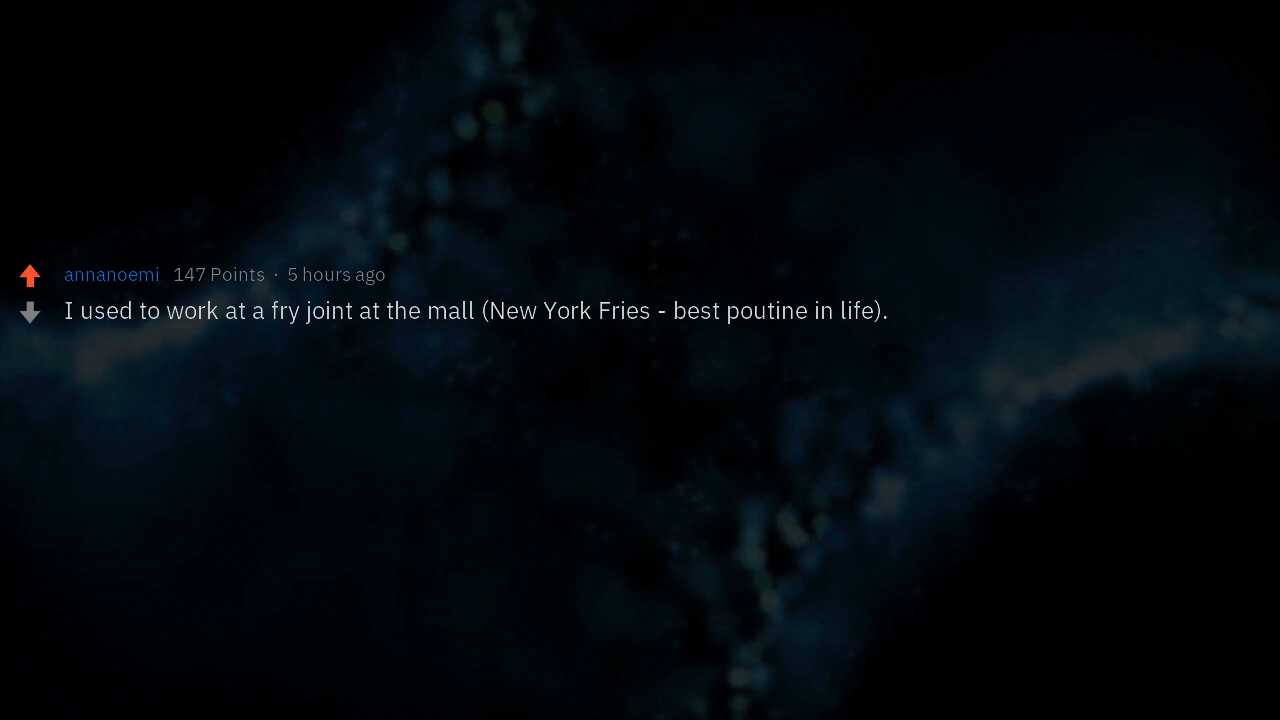 annanoemi 147 Points · 5 hours ago
I used to work at a fry joint at the mall (New York Fries - best poutine in life).